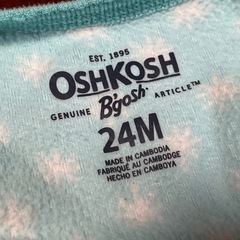 EST. 1895
OSHKOSH
GENUINE B'gosh ARTICLE™
24M
MADE IN CAMBODIA
FABRIQUÉ AU CAMBODGE
HECHO EN CAMBOYA